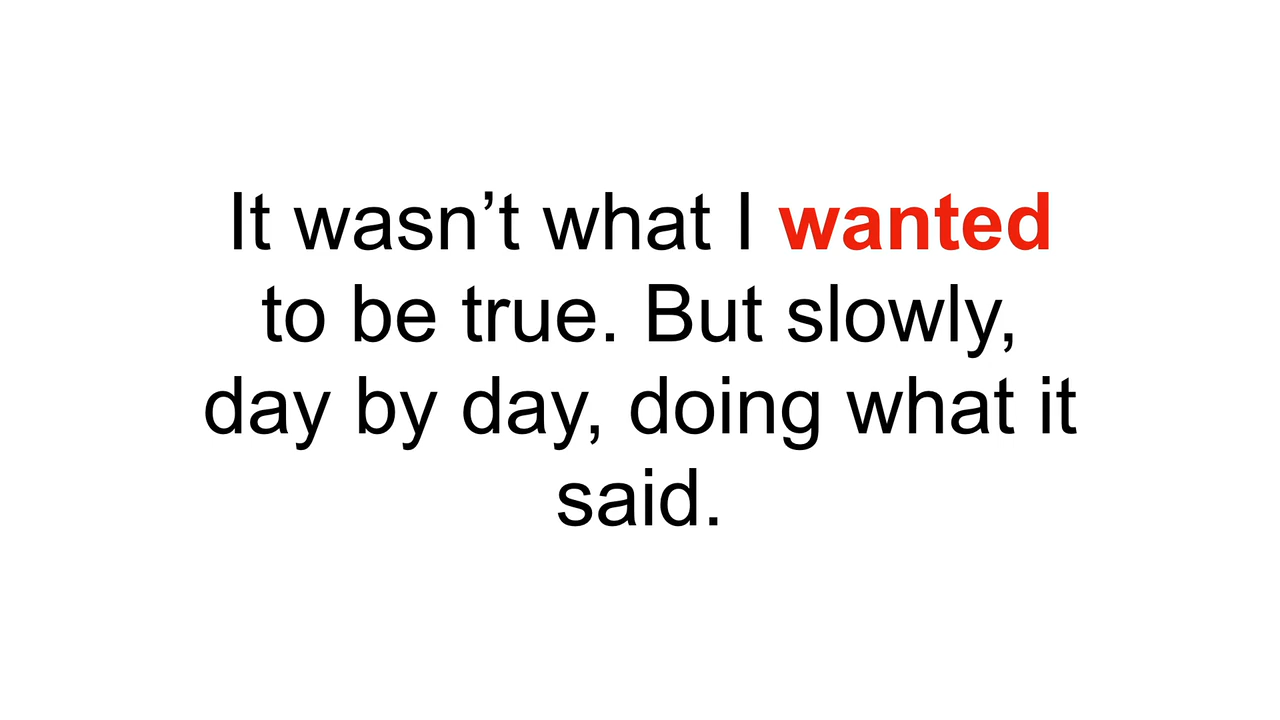 It wasn’t what I wanted
to be true. But slowly,
day by day, doing what it
said.